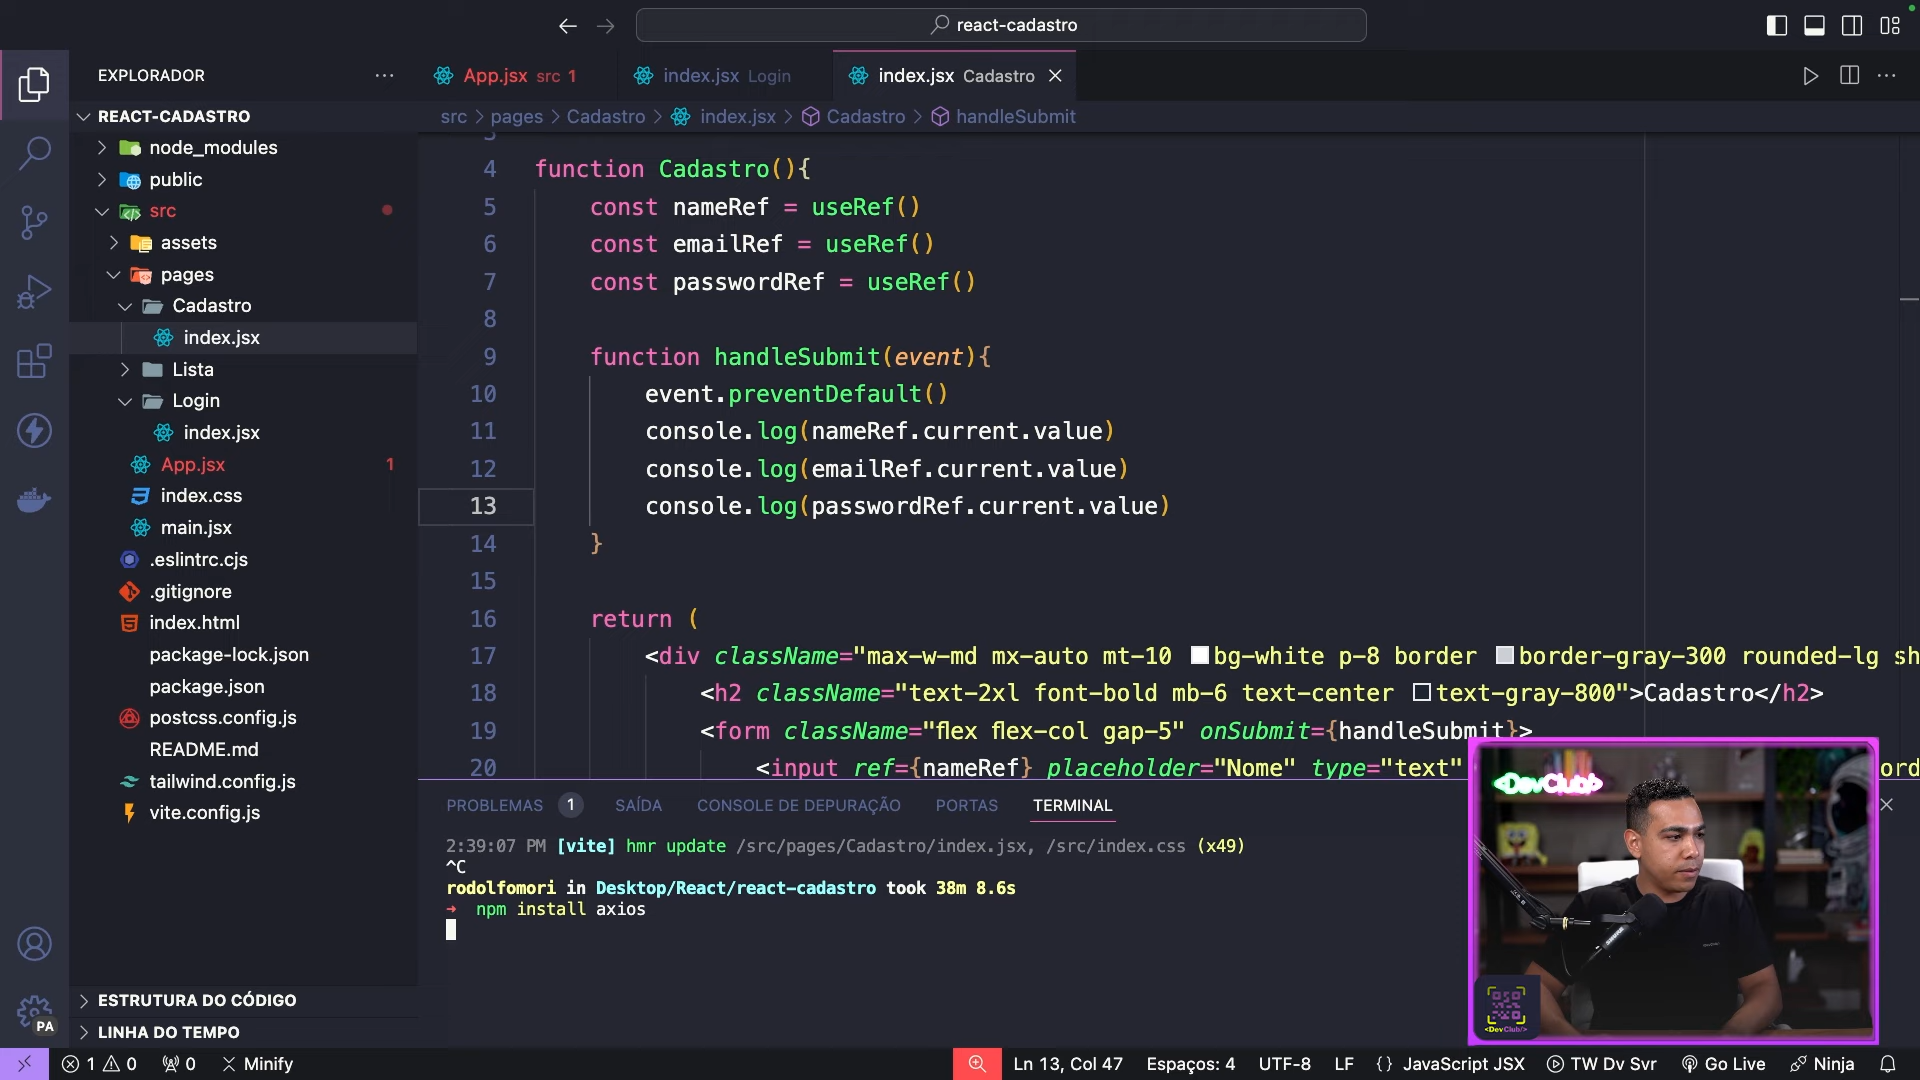 react-cadastro
EXPLORADOR
App.jsx src 1
index.jsx Login
index.jsx Cadastro
REACT-CADASTRO
src > pages > Cadastro > index.jsx > Cadastro > handleSubmit
node_modules
public
src
assets
pages
Cadastro
index.jsx
Lista
Login
index.jsx
App.jsx 1
index.css
main.jsx
.eslintrc.cjs
.gitignore
index.html
package-lock.json
package.json
postcss.config.js
README.md
tailwind.config.js
vite.config.js
ESTRUTURA DO CÓDIGO
LINHA DO TEMPO
3
4 function Cadastro(){
5 const nameRef = useRef()
6 const emailRef = useRef()
7 const passwordRef = useRef()
8
9 function handleSubmit(event){
10 event.preventDefault()
11 console.log(nameRef.current.value)
12 console.log(emailRef.current.value)
13 console.log(passwordRef.current.value)
14 }
15
16 return (
17 <div className="max-w-md mx-auto mt-10 bg-white p-8 border border-gray-300 rounded-lg sh
18 <h2 className="text-2xl font-bold mb-6 text-center text-gray-800">Cadastro</h2>
19 <form className="flex flex-col gap-5" onSubmit={handleSubmit}>
20 <input ref={nameRef} placeholder="Nome" type="text" ord
PROBLEMAS 1 SAÍDA CONSOLE DE DEPURAÇÃO PORTAS TERMINAL
2:39:07 PM [vite] hmr update /src/pages/Cadastro/index.jsx, /src/index.css (x49)
^C
rodolfomori in Desktop/React/react-cadastro took 38m 8.6s
➜ npm install axios
<DevClub/>
<DevClub/>
PA
1 0 0 Minify
Ln 13, Col 47 Espaços: 4 UTF-8 LF {} JavaScript JSX TW Dv Svr Go Live Ninja